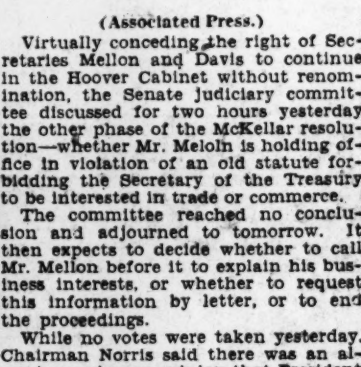 (Associated Press.)
Virtually conceding the right of Sec-
retaries Mellon and Davis to continue
in the Hoover Cabinet without renom-
ination, the Senate judiciary commit-
tee discussed for two hours yesterday
the other phase of the McKellar resolu-
tion—whether Mr. Meloln is holding of-
fice in violation of an old statute for-
bidding the Secretary of the Treasury
to be interested in trade or commerce.
The committee reached no conclu-
sion and adjourned to tomorrow. It
then expects to decide whether to call
Mr. Mellon before it to explain his bus-
iness interests, or whether to request
this information by letter, or to end
the proceedings.
While no votes were taken yesterday,
Chairman Norris said there was an al-